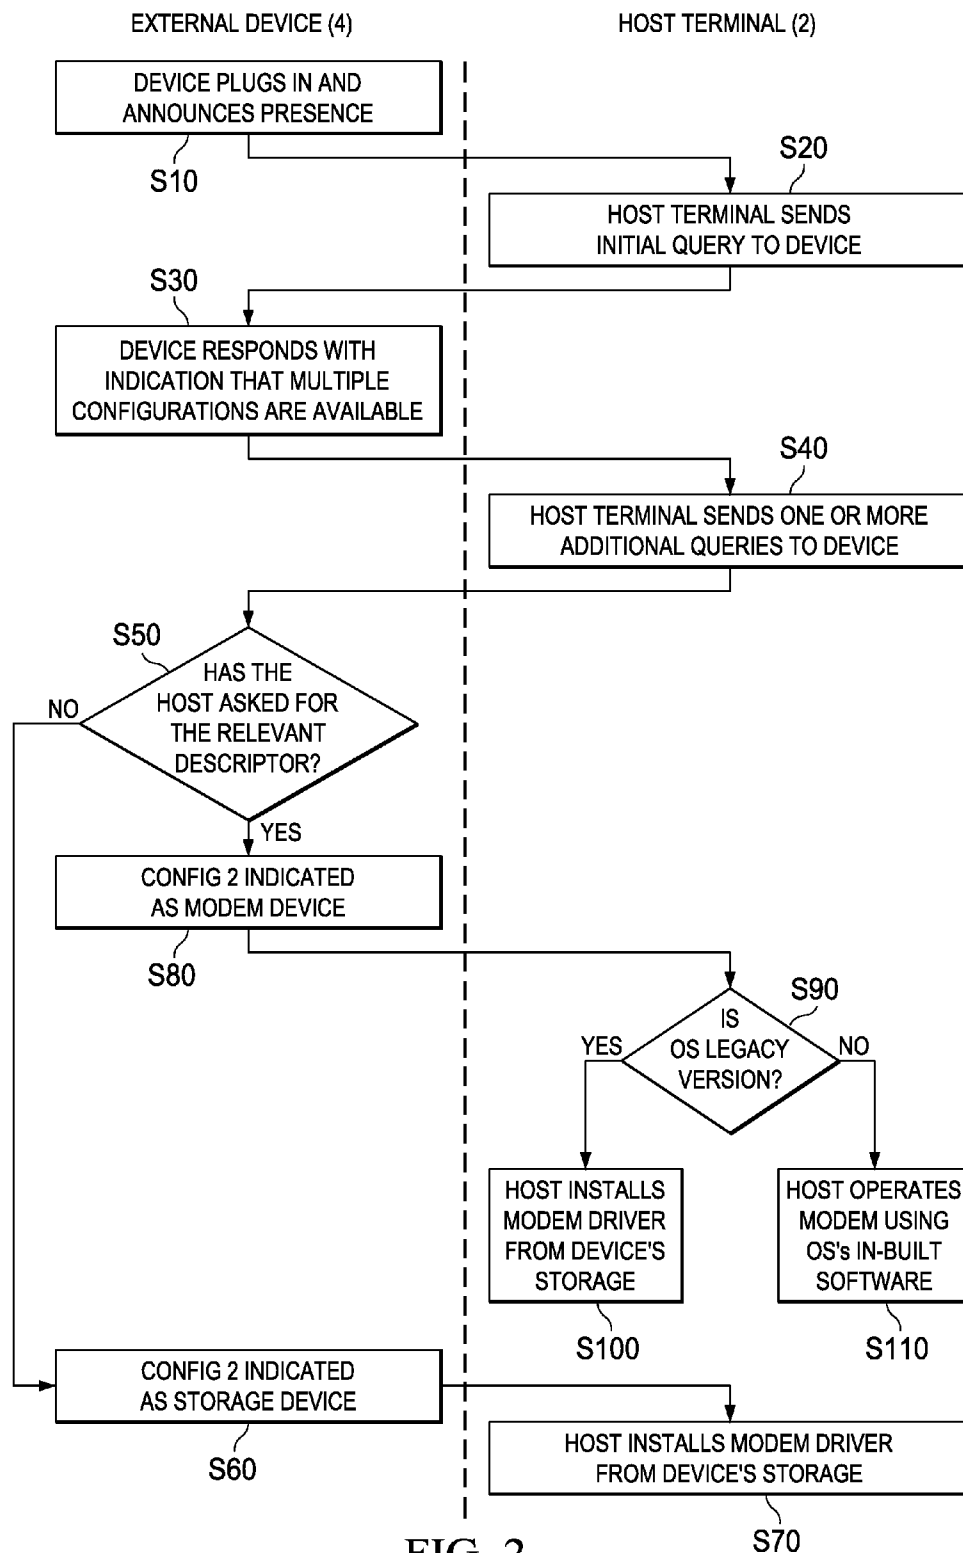 EXTERNAL DEVICE (4)
HOST TERMINAL (2)
DEVICE PLUGS IN AND
ANNOUNCES PRESENCE
S10
S20
HOST TERMINAL SENDS
INITIAL QUERY TO DEVICE
S30
DEVICE RESPONDS WITH
INDICATION THAT MULTIPLE
CONFIGURATIONS ARE AVAILABLE
S40
HOST TERMINAL SENDS ONE OR MORE
ADDITIONAL QUERIES TO DEVICE
S50
HAS THE
HOST ASKED FOR
THE RELEVANT
DESCRIPTOR?
NO
YES
CONFIG 2 INDICATED
AS MODEM DEVICE
S80
S90
IS
OS LEGACY
VERSION?
YES
NO
HOST INSTALLS
MODEM DRIVER
FROM DEVICE'S
STORAGE
S100
HOST OPERATES
MODEM USING
OS's IN-BUILT
SOFTWARE
S110
CONFIG 2 INDICATED
AS STORAGE DEVICE
S60
HOST INSTALLS MODEM DRIVER
FROM DEVICE'S STORAGE
S70
FIG. 2